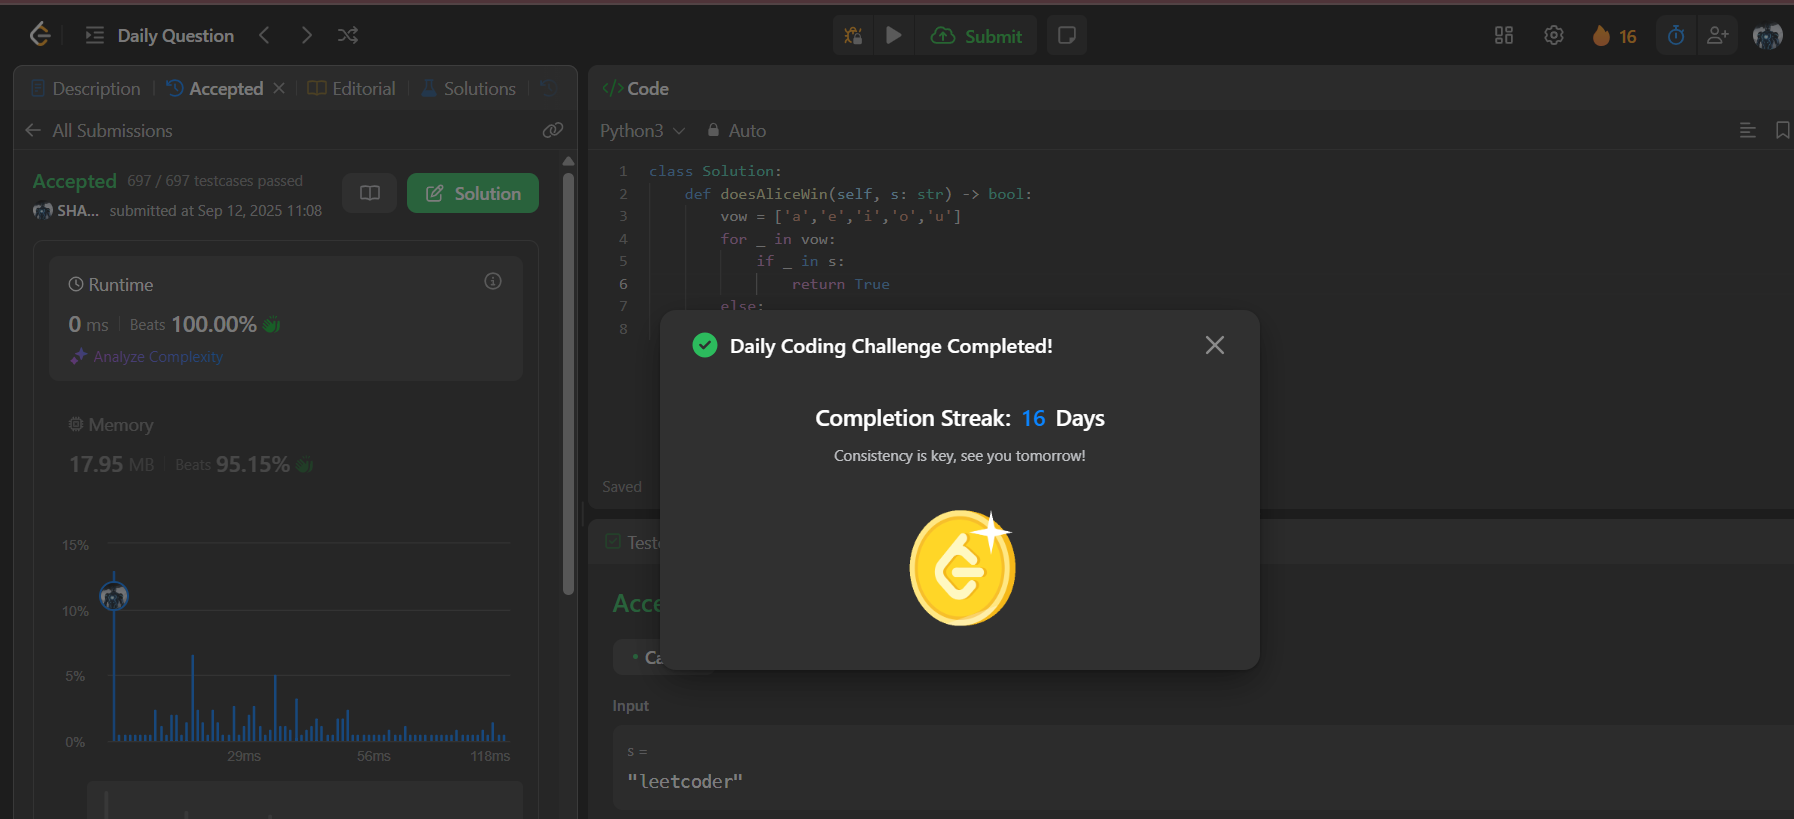 Daily Question
Submit
16
Description
Accepted
Editorial
Solutions
All Submissions
Accepted 697 / 697 testcases passed
SHA... submitted at Sep 12, 2025 11:08
Solution
Runtime
0 ms Beats 100.00%
Analyze Complexity
Memory
17.95 MB Beats 95.15%
15%
10%
5%
0%
29ms 56ms 118ms
</> Code
Python3 Auto
1 class Solution:
2 def doesAliceWin(self, s: str) -> bool:
3 vow = ['a','e','i','o','u']
4 for _ in vow:
5 if _ in s:
6 return True
7 else:
8
Daily Coding Challenge Completed!
Completion Streak: 16 Days
Consistency is key, see you tomorrow!
Saved
Input
s =
"leetcoder"